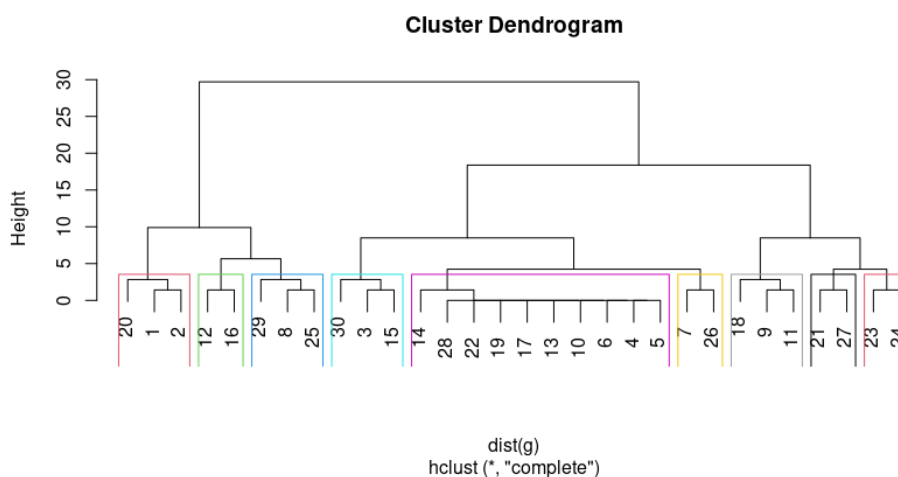 Cluster Dendrogram
Height
30
25
20
15
10
5
0
20 1 2 12 16 29 8 25 30 3 15 14 28 22 19 17 13 10 6 4 5 7 26 18 9 11 21 27 23 24
dist(g)
hclust (*, "complete")